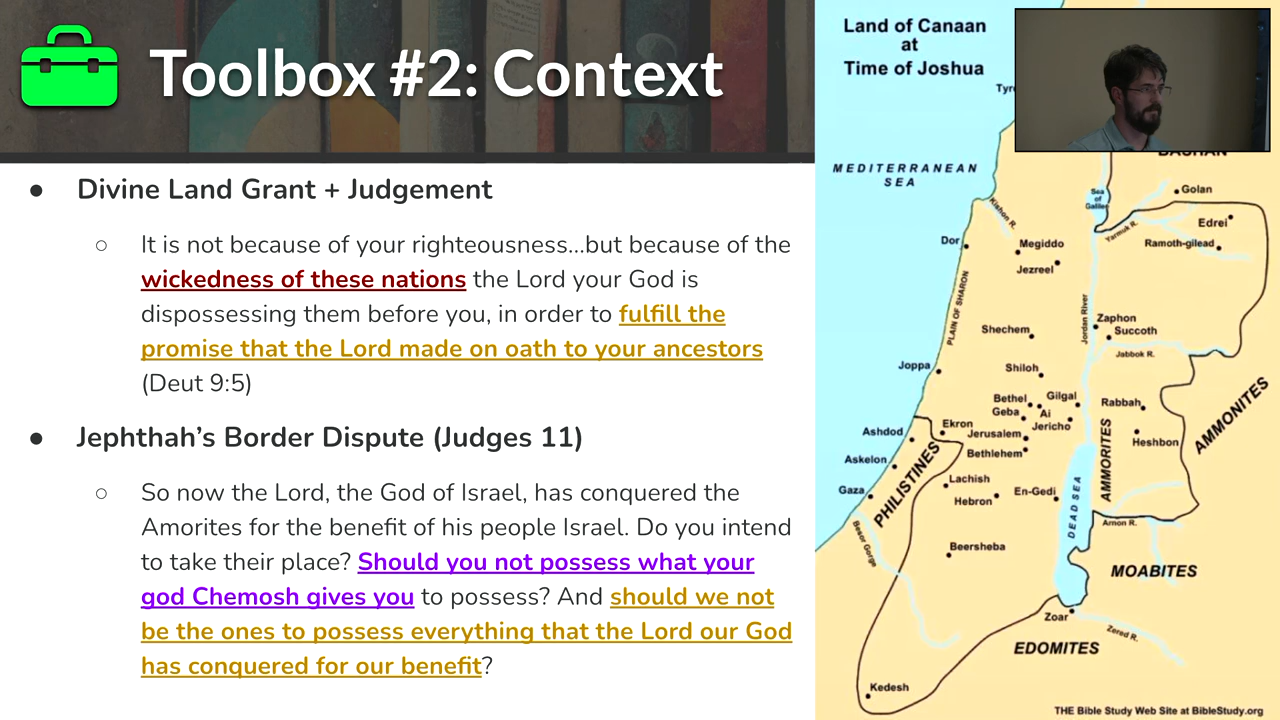 Toolbox #2: Context
● Divine Land Grant + Judgement
○ It is not because of your righteousness...but because of the
wickedness of these nations the Lord your God is
dispossessing them before you, in order to fulfill the
promise that the Lord made on oath to your ancestors
(Deut 9:5)
● Jephthah’s Border Dispute (Judges 11)
○ So now the Lord, the God of Israel, has conquered the
Amorites for the benefit of his people Israel. Do you intend
to take their place? Should you not possess what your
god Chemosh gives you to possess? And should we not
be the ones to possess everything that the Lord our God
has conquered for our benefit?
Land of Canaan
at
Time of Joshua
MEDITERRANEAN
SEA
BASHAN
Sea
of
Galilee
Golan
Kishon R.
Yarmuk R.
Edrei
Ramoth-gilead
Dor
Megiddo
Jezreel
PLAIN OF SHARON
Jordan River
Zaphon
Succoth
Shechem
Jabbok R.
Joppa
Shiloh
Bethel
Gilgal
Rabbah
Geba
Ai
Jericho
AMMONITES
Ekron
Ashdod
Jerusalem
Heshbon
Bethlehem
AMMORITES
Askelon
PHILISTINES
Lachish
Gaza
Hebron
En-Gedi
DEAD SEA
Arnon R.
Besor Gorge
Beersheba
MOABITES
Zoar
Zered R.
EDOMITES
Kedesh
THE Bible Study Web Site at BibleStudy.org